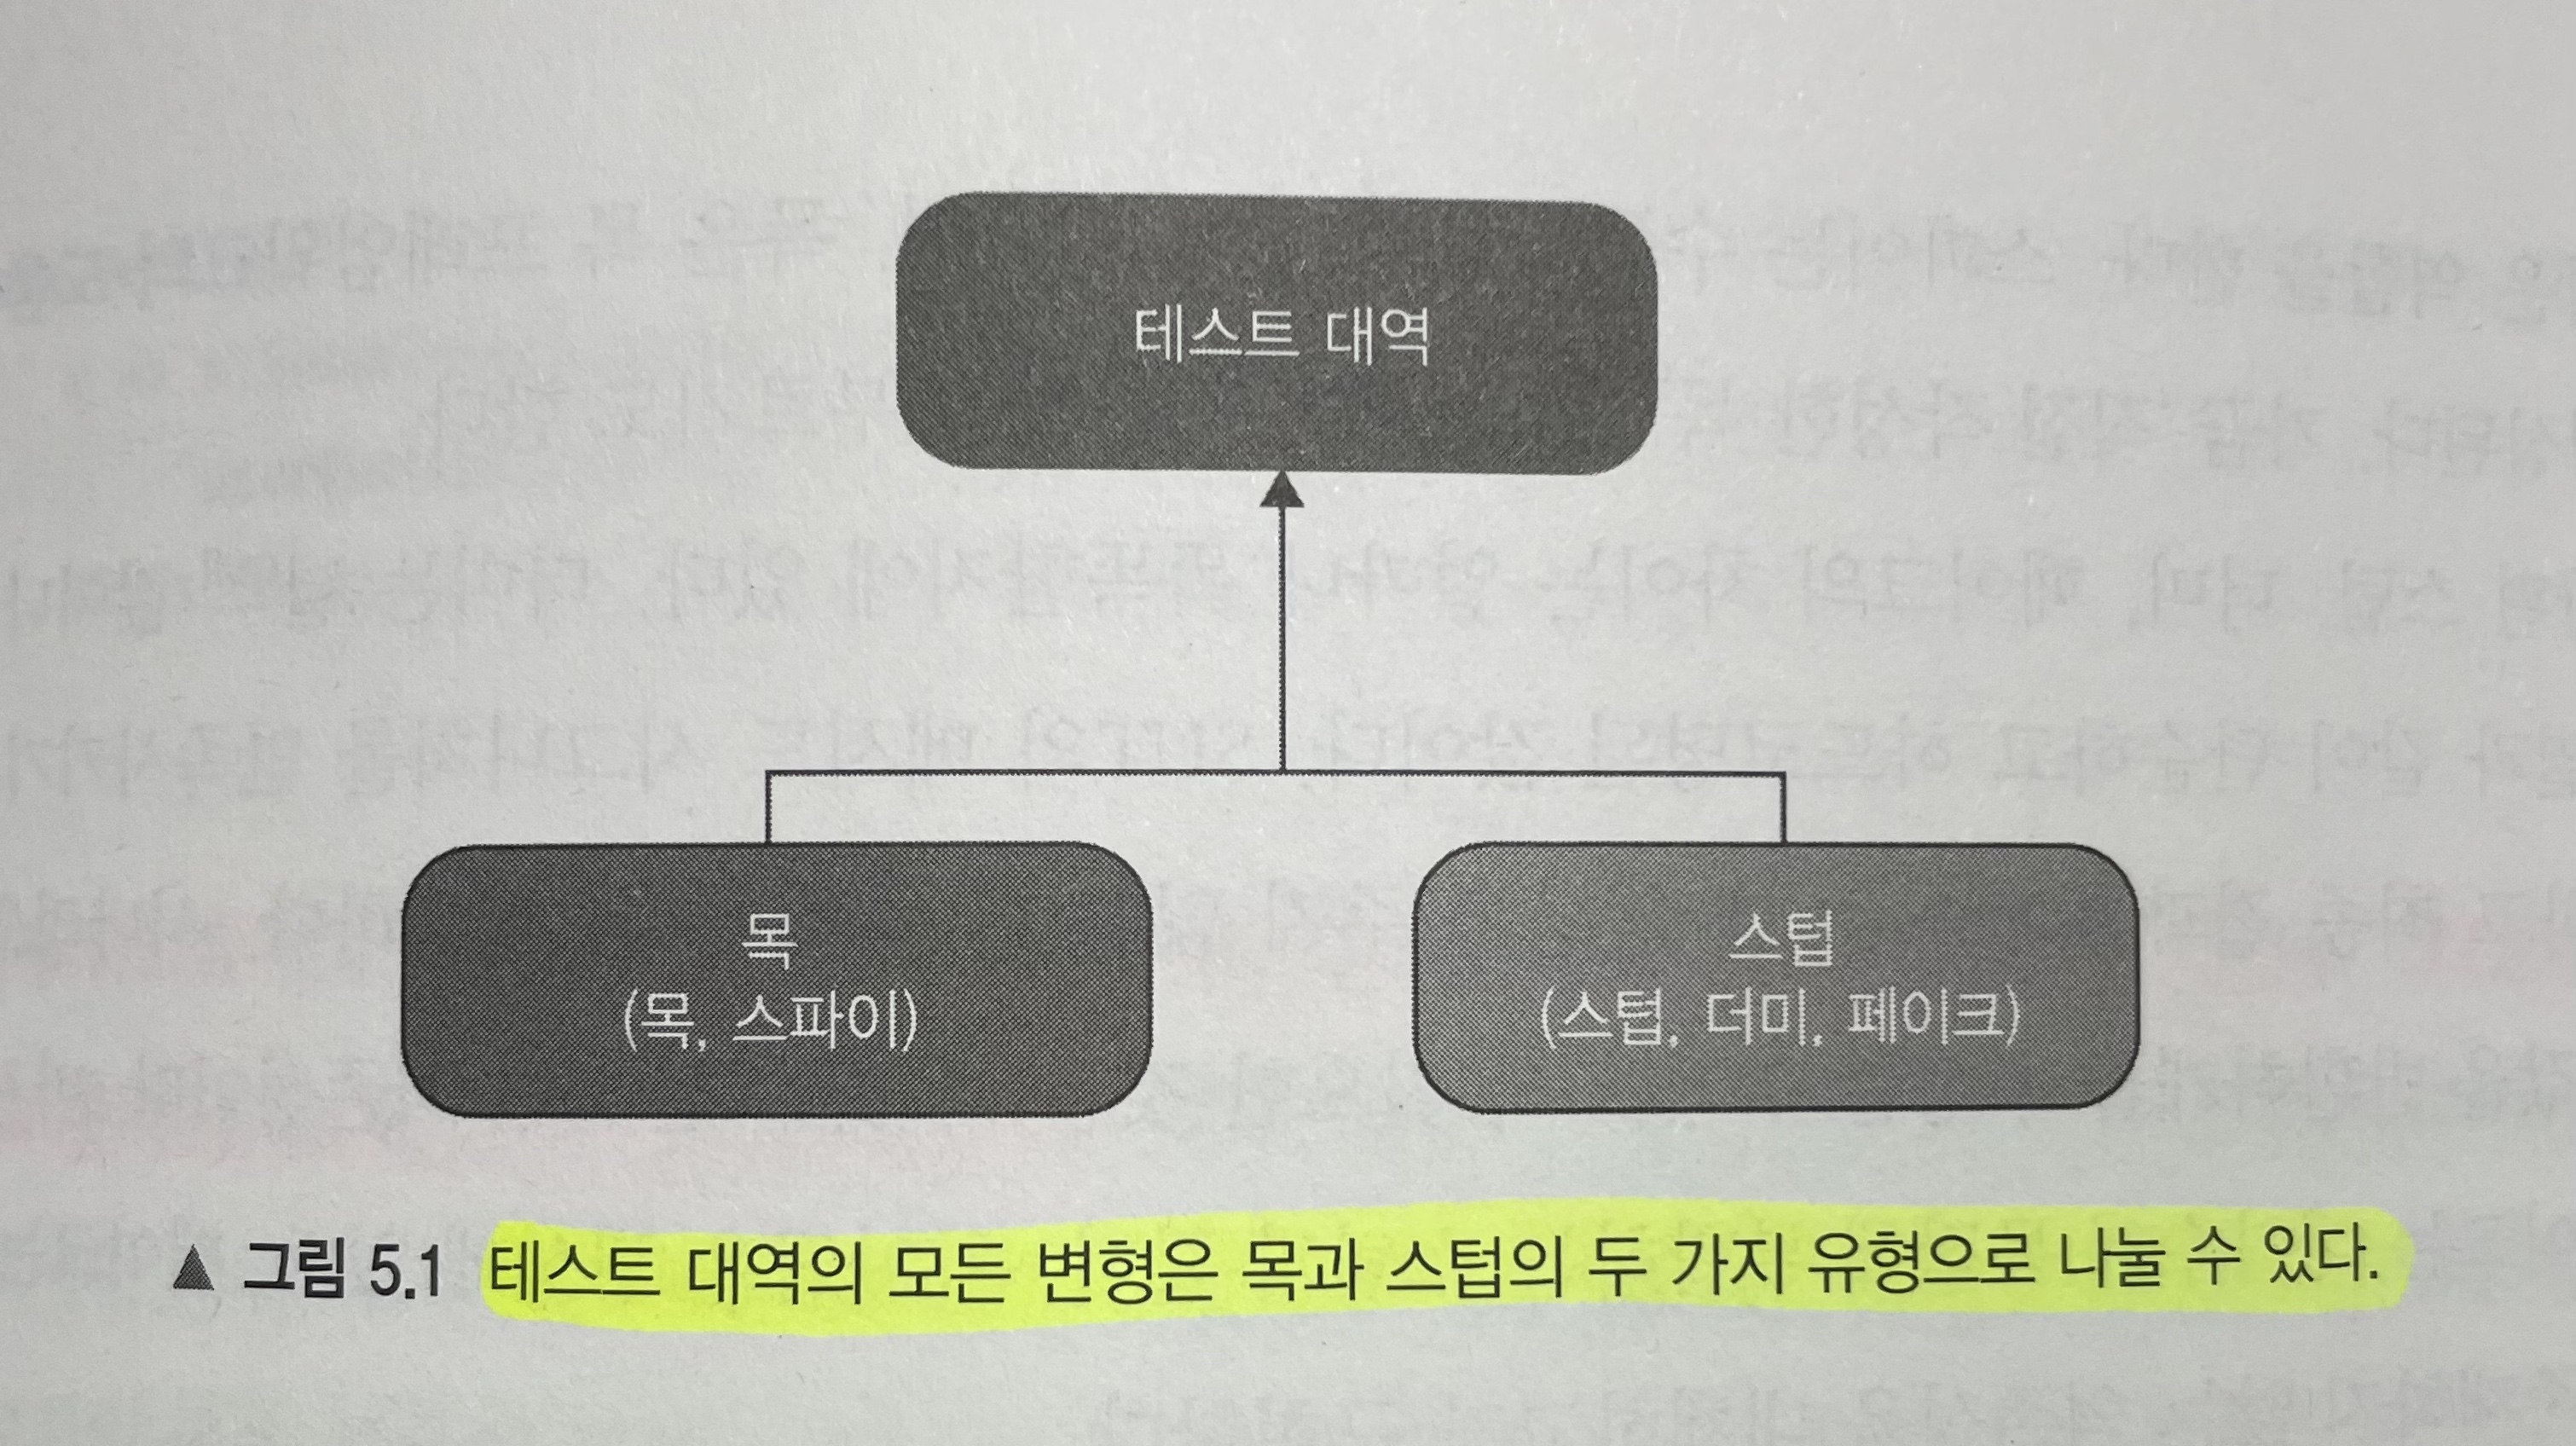 테스트 대역
목
(목, 스파이)
스텁
(스텁, 더미, 페이크)
▲ 그림 5.1 테스트 대역의 모든 변형은 목과 스텁의 두 가지 유형으로 나눌 수 있다.